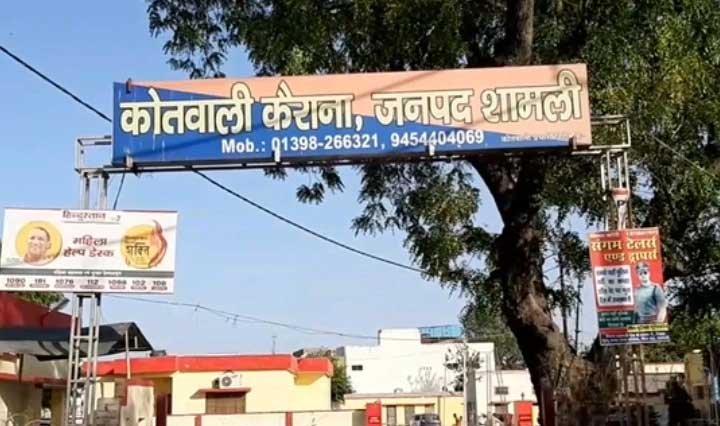 कोतवाली कैराना, जनपद शामली
Mob.: 01398-266321, 9454404069
हिन्दुस्तान
महिला
हेल्प डेस्क
शक्ति
1090 181 1076 112 1098 102 108
संगम टेलर्स
एण्ड ड्रापर्स